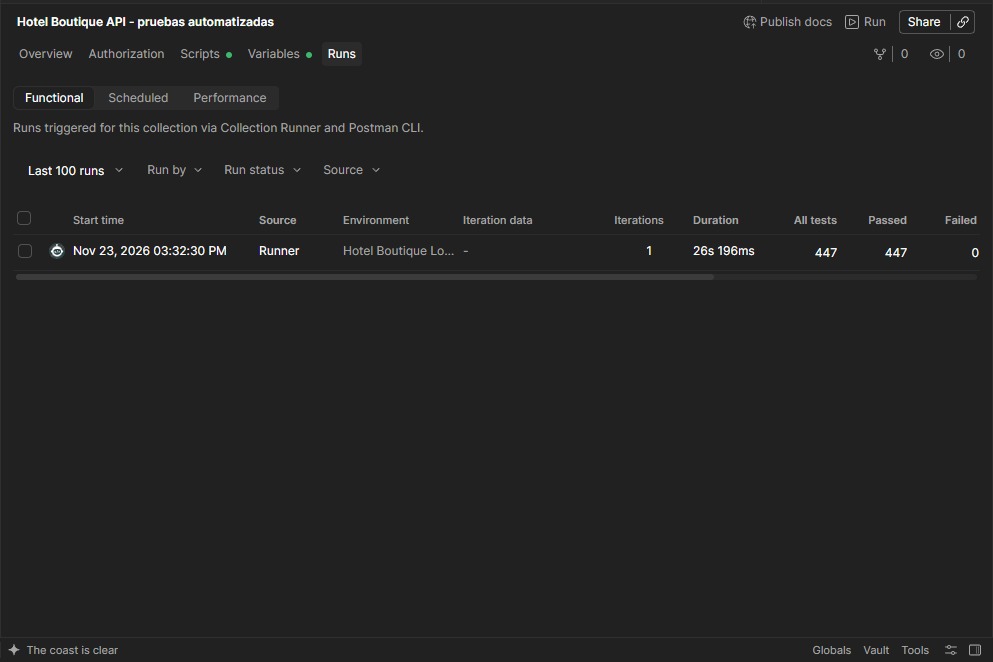 Hotel Boutique API - pruebas automatizadas Publish docs Run Share
Overview Authorization Scripts Variables Runs 0 0
Functional Scheduled Performance
Runs triggered for this collection via Collection Runner and Postman CLI.
Last 100 runs Run by Run status Source
Start time Source Environment Iteration data Iterations Duration All tests Passed Failed
Nov 23, 2026 03:32:30 PM Runner Hotel Boutique Lo... - 1 26s 196ms 447 447 0
The coast is clear Globals Vault Tools